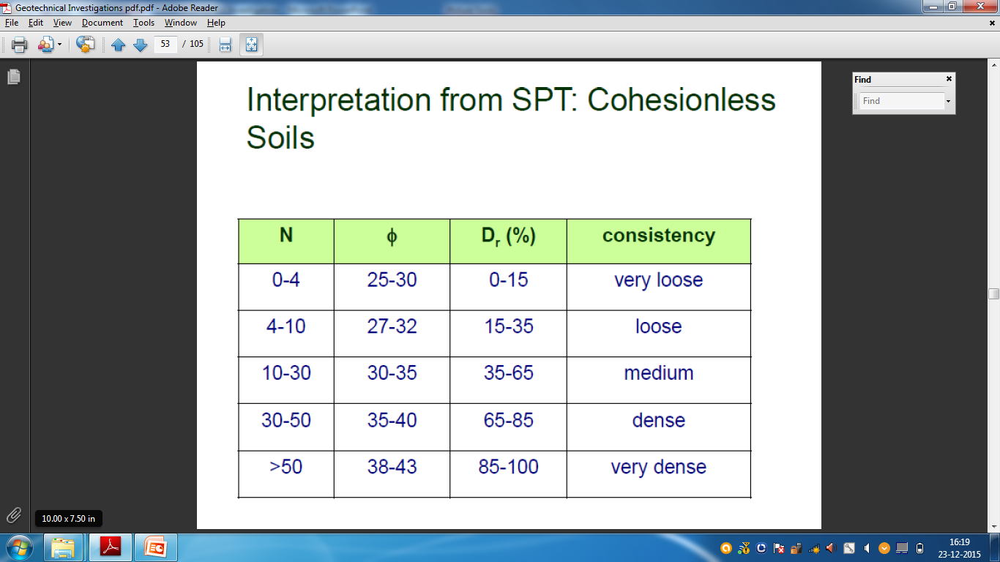 Geotechnical Investigations pdf.pdf - Adobe Reader
File Edit View Document Tools Window Help
53 / 105
Find
Find
Interpretation from SPT: Cohesionless
Soils
N ϕ Dr (%) consistency
0-4 25-30 0-15 very loose
4-10 27-32 15-35 loose
10-30 30-35 35-65 medium
30-50 35-40 65-85 dense
>50 38-43 85-100 very dense
10.00 x 7.50 in
16:19
23-12-2015